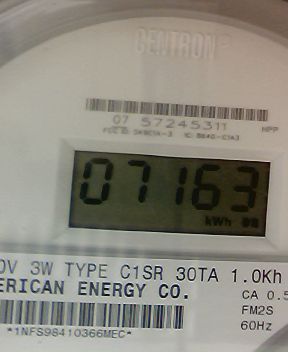 CENTRON®
07 57245311
HPP
07163
kWh
0V 3W TYPE C1SR 30TA 1.0Kh
ERICAN ENERGY CO.
CA 0.5
FM2S
*1NFS98410366MEC*
60Hz